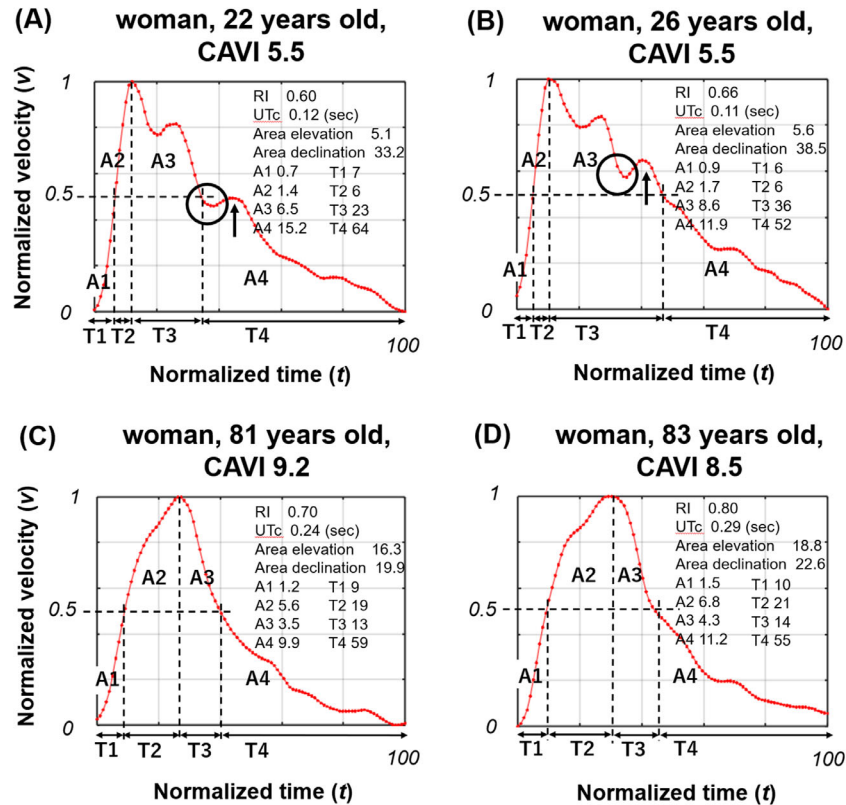 (A)
woman, 22 years old,
CAVI 5.5
Normalized velocity (v)
1
0.5
0
RI 0.60
UTc 0.12 (sec)
Area elevation 5.1
Area declination 33.2
A1 0.7 T1 7
A2 1.4 T2 6
A3 6.5 T3 23
A4 15.2 T4 64
A2
A3
A1
A4
T1
T2
T3
T4
100
Normalized time (t)
(B)
woman, 26 years old,
CAVI 5.5
1
0.5
0
RI 0.66
UTc 0.11 (sec)
Area elevation 5.6
Area declination 38.5
A1 0.9 T1 6
A2 1.7 T2 6
A3 8.6 T3 36
A4 11.9 T4 52
A2
A3
A1
A4
T1
T2
T3
T4
100
Normalized time (t)
(C)
woman, 81 years old,
CAVI 9.2
Normalized velocity (v)
1
0.5
0
RI 0.70
UTc 0.24 (sec)
Area elevation 16.3
Area declination 19.9
A1 1.2 T1 9
A2 5.6 T2 19
A3 3.5 T3 13
A4 9.9 T4 59
A2
A3
A1
A4
T1
T2
T3
T4
100
Normalized time (t)
(D)
woman, 83 years old,
CAVI 8.5
1
0.5
0
RI 0.80
UTc 0.29 (sec)
Area elevation 18.8
Area declination 22.6
A1 1.5 T1 10
A2 6.8 T2 21
A3 4.3 T3 14
A4 11.2 T4 55
A2
A3
A1
A4
T1
T2
T3
T4
100
Normalized time (t)